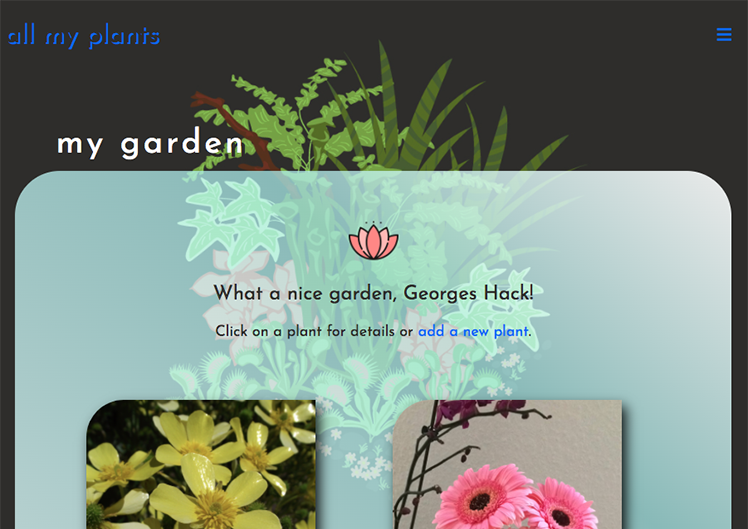 all my plants
my garden
What a nice garden, Georges Hack!
Click on a plant for details or add a new plant.